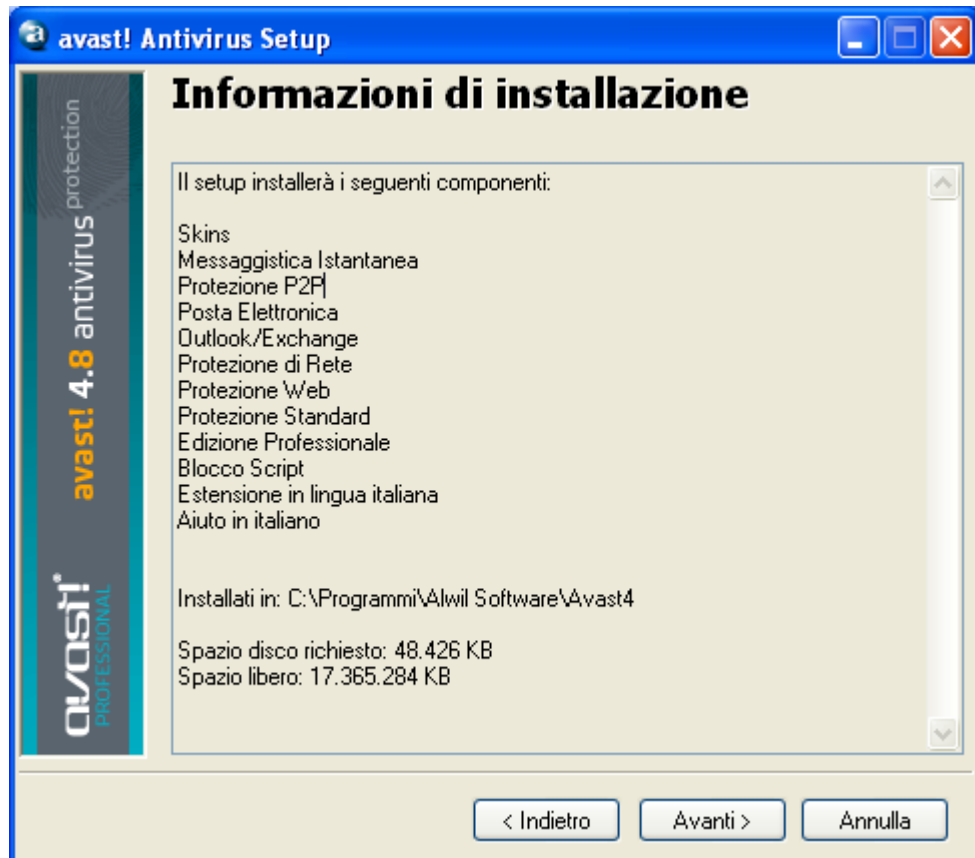 avast! Antivirus Setup
avast! 4.8 antivirus protection
avast!®
PROFESSIONAL
Informazioni di installazione
Il setup installerà i seguenti componenti:
Skins
Messaggistica Istantanea
Protezione P2P
Posta Elettronica
Outlook/Exchange
Protezione di Rete
Protezione Web
Protezione Standard
Edizione Professionale
Blocco Script
Estensione in lingua italiana
Aiuto in italiano
Installati in: C:\Programmi\Alwil Software\Avast4
Spazio disco richiesto: 48.426 KB
Spazio libero: 17.365.284 KB
< Indietro
Avanti >
Annulla